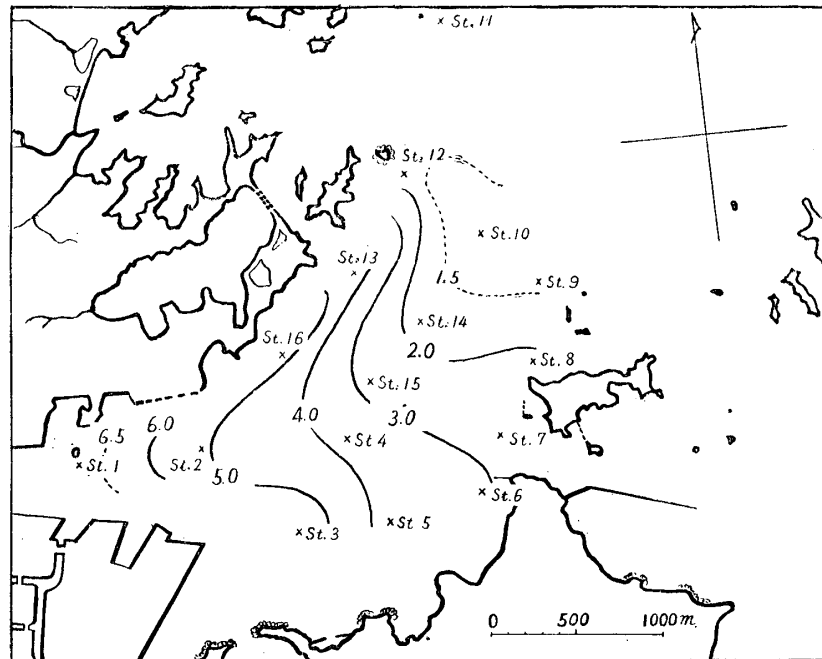 St. 11
St. 12
St. 10
St. 13
1.5
St. 9
St. 14
St. 16
2.0
St. 8
St. 15
4.0
3.0
6.5
6.0
St 4
St. 7
St. 1
St. 2
5.0
St. 6
St. 3
St 5
0 500 1000 m.